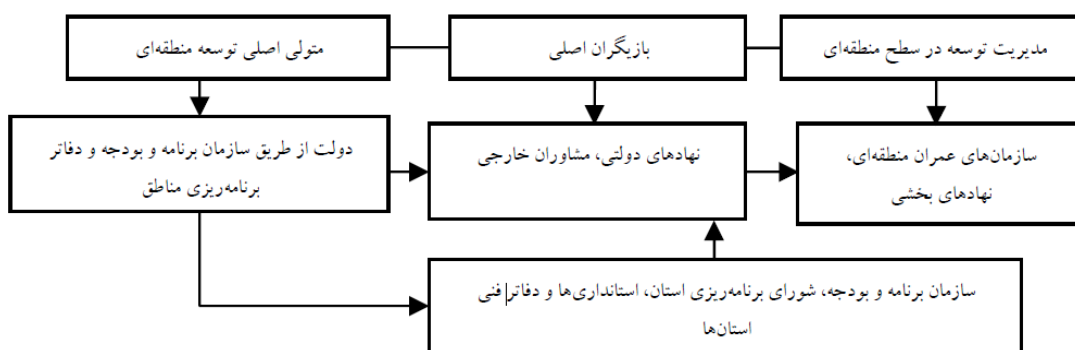 مدیریت توسعه در سطح منطقه‌ای
بازیگران اصلی
متولی اصلی توسعه منطقه‌ای
سازمان‌های عمران منطقه‌ای،
نهادهای بخشی
نهادهای دولتی، مشاوران خارجی
دولت از طریق سازمان برنامه و بودجه و دفاتر
برنامه‌ریزی مناطق
سازمان برنامه و بودجه، شورای برنامه‌ریزی استان، استانداری‌ها و دفاتر فنی
استان‌ها